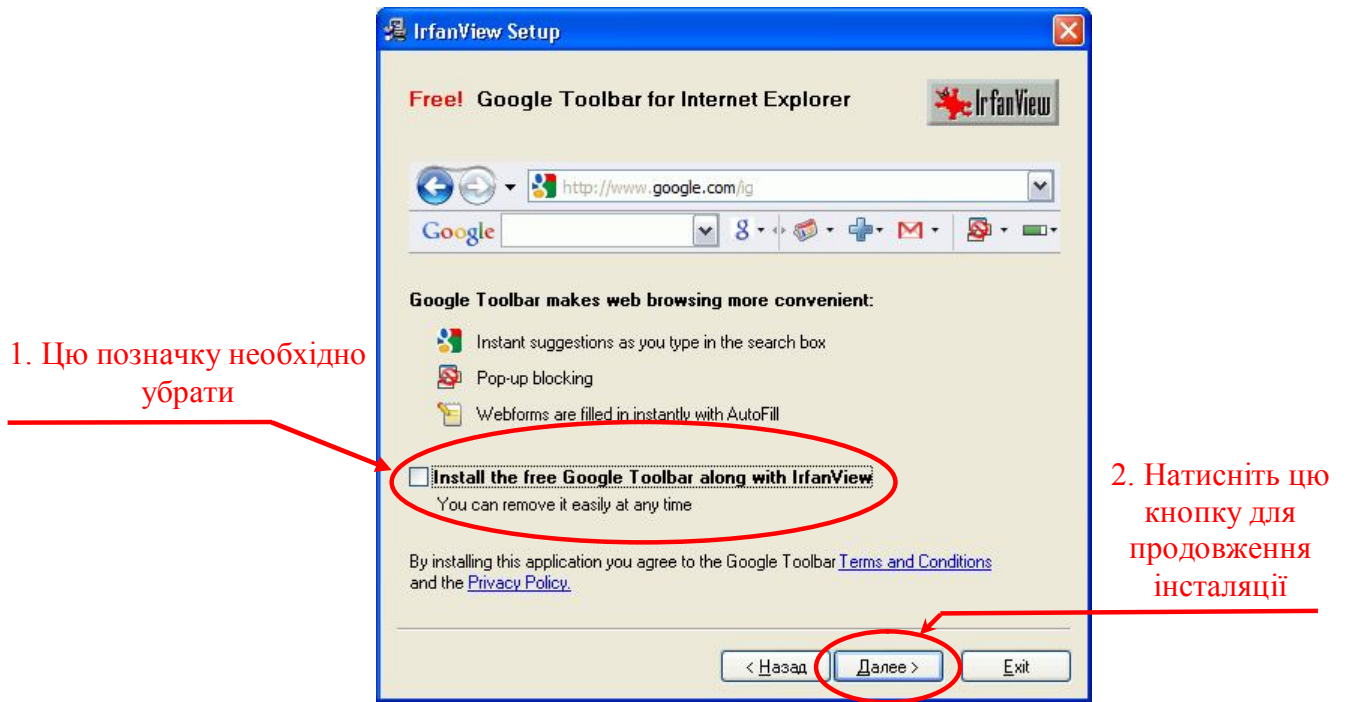 IrfanView Setup
Free! Google Toolbar for Internet Explorer
IrfanView
http://www.google.com/ig
Google
8
Google Toolbar makes web browsing more convenient:
Instant suggestions as you type in the search box
Pop-up blocking
Webforms are filled in instantly with AutoFill
1. Цю позначку необхідно
убрати
Install the free Google Toolbar along with IrfanView
You can remove it easily at any time
By installing this application you agree to the Google Toolbar Terms and Conditions
and the Privacy Policy.
2. Натисніть цю
кнопку для
продовження
інсталяції
< Назад
Далее >
Exit